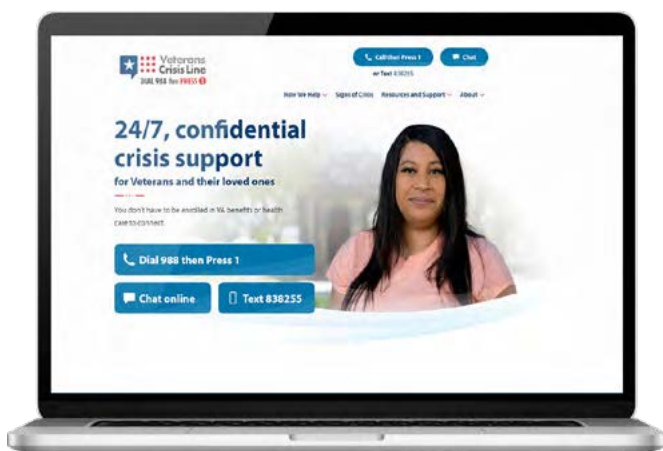 Veterans
Crisis Line
DIAL 988 then PRESS 1
Call then Press 1
Chat
or Text 838255
How We Help
Signs of Crisis
Resources and Support
About
24/7, confidential
crisis support
for Veterans and their loved ones
You don't have to be enrolled in VA benefits or health
care to connect.
Dial 988 then Press 1
Chat online
Text 838255